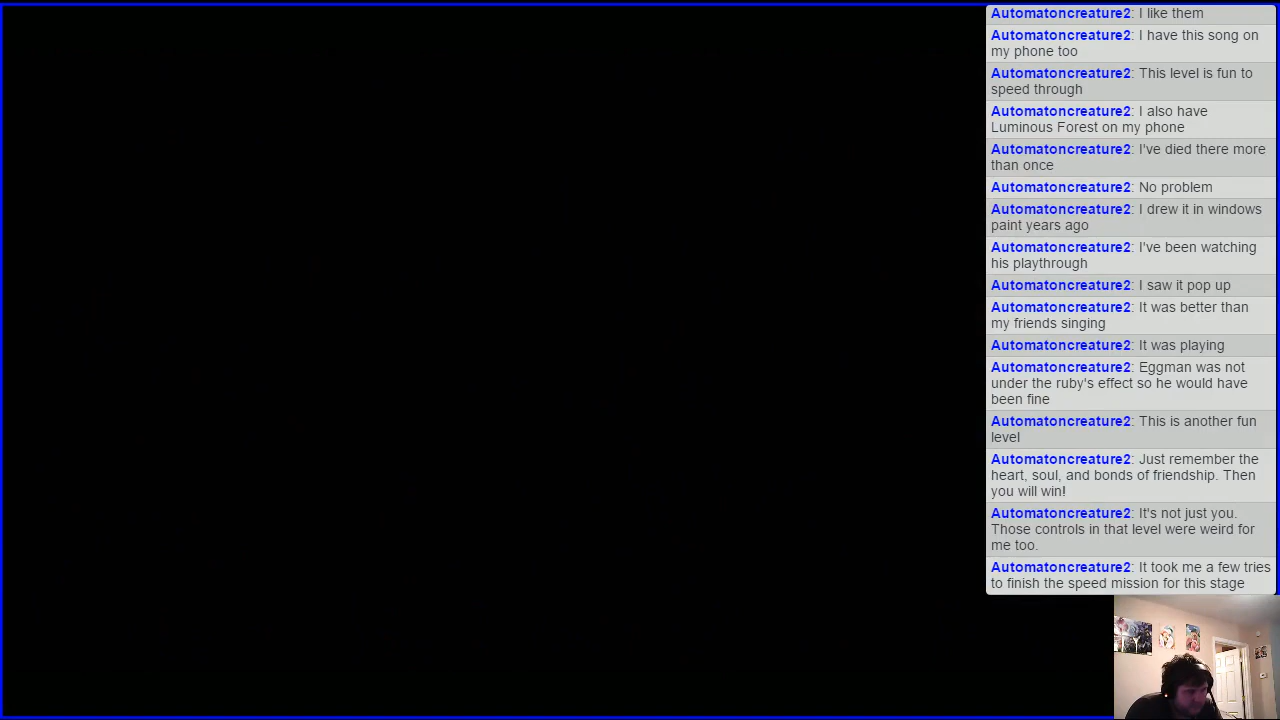 Automatoncreature2: I like them
Automatoncreature2: I have this song on
my phone too
Automatoncreature2: This level is fun to
speed through
Automatoncreature2: I also have
Luminous Forest on my phone
Automatoncreature2: I've died there more
than once
Automatoncreature2: No problem
Automatoncreature2: I drew it in windows
paint years ago
Automatoncreature2: I've been watching
his playthrough
Automatoncreature2: I saw it pop up
Automatoncreature2: It was better than
my friends singing
Automatoncreature2: It was playing
Automatoncreature2: Eggman was not
under the ruby's effect so he would have
been fine
Automatoncreature2: This is another fun
level
Automatoncreature2: Just remember the
heart, soul, and bonds of friendship. Then
you will win!
Automatoncreature2: It's not just you.
Those controls in that level were weird for
me too.
Automatoncreature2: It took me a few tries
to finish the speed mission for this stage